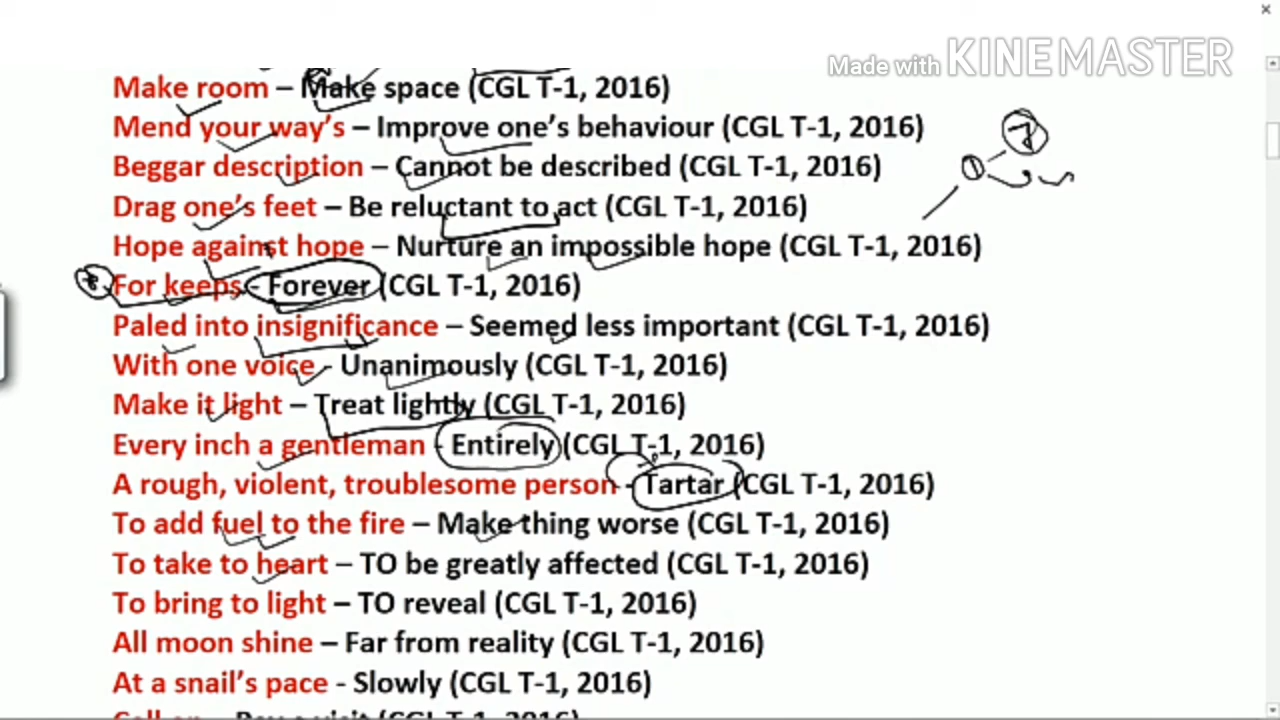 Made with KINEMASTER
Make room – Make space (CGL T-1, 2016)
Mend your way's – Improve one's behaviour (CGL T-1, 2016)
Beggar description – Cannot be described (CGL T-1, 2016)
Drag one's feet – Be reluctant to act (CGL T-1, 2016)
Hope against hope – Nurture an impossible hope (CGL T-1, 2016)
For keeps - Forever (CGL T-1, 2016)
Paled into insignificance – Seemed less important (CGL T-1, 2016)
With one voice - Unanimously (CGL T-1, 2016)
Make it light – Treat lightly (CGL T-1, 2016)
Every inch a gentleman - Entirely (CGL T-1, 2016)
A rough, violent, troublesome person - Tartar (CGL T-1, 2016)
To add fuel to the fire – Make thing worse (CGL T-1, 2016)
To take to heart – TO be greatly affected (CGL T-1, 2016)
To bring to light – TO reveal (CGL T-1, 2016)
All moon shine – Far from reality (CGL T-1, 2016)
At a snail's pace - Slowly (CGL T-1, 2016)